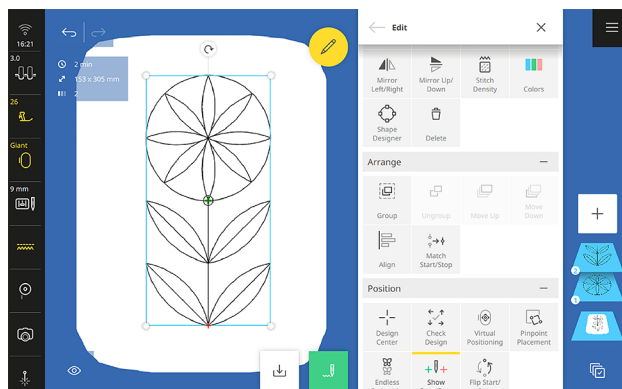 16:21
3.0
26
Giant
9 mm
2 min
153 x 305 mm
2
Edit
Mirror
Left/Right
Mirror Up/
Down
Stitch
Density
Colors
Shape
Designer
Delete
Arrange
Group
Ungroup
Move Up
Move
Down
Align
Match
Start/Stop
Position
Design
Center
Check
Design
Virtual
Positioning
Pinpoint
Placement
Endless
Show
Flip Start/
2
1